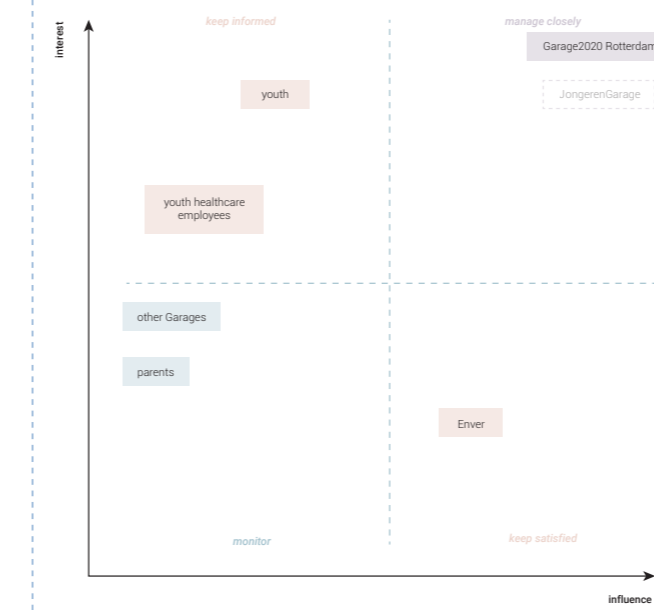 keep informed
manage closely
interest
Garage2020 Rotterdam
youth
JongerenGarage
youth healthcare
employees
other Garages
parents
Enver
monitor
keep satisfied
influence